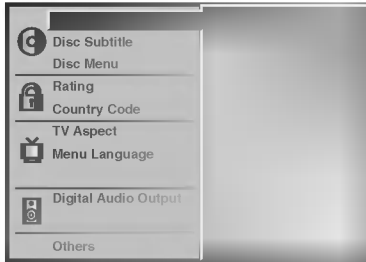 Disc Subtitle
Disc Menu
Rating
Country Code
TV Aspect
Menu Language
Digital Audio Output
Others